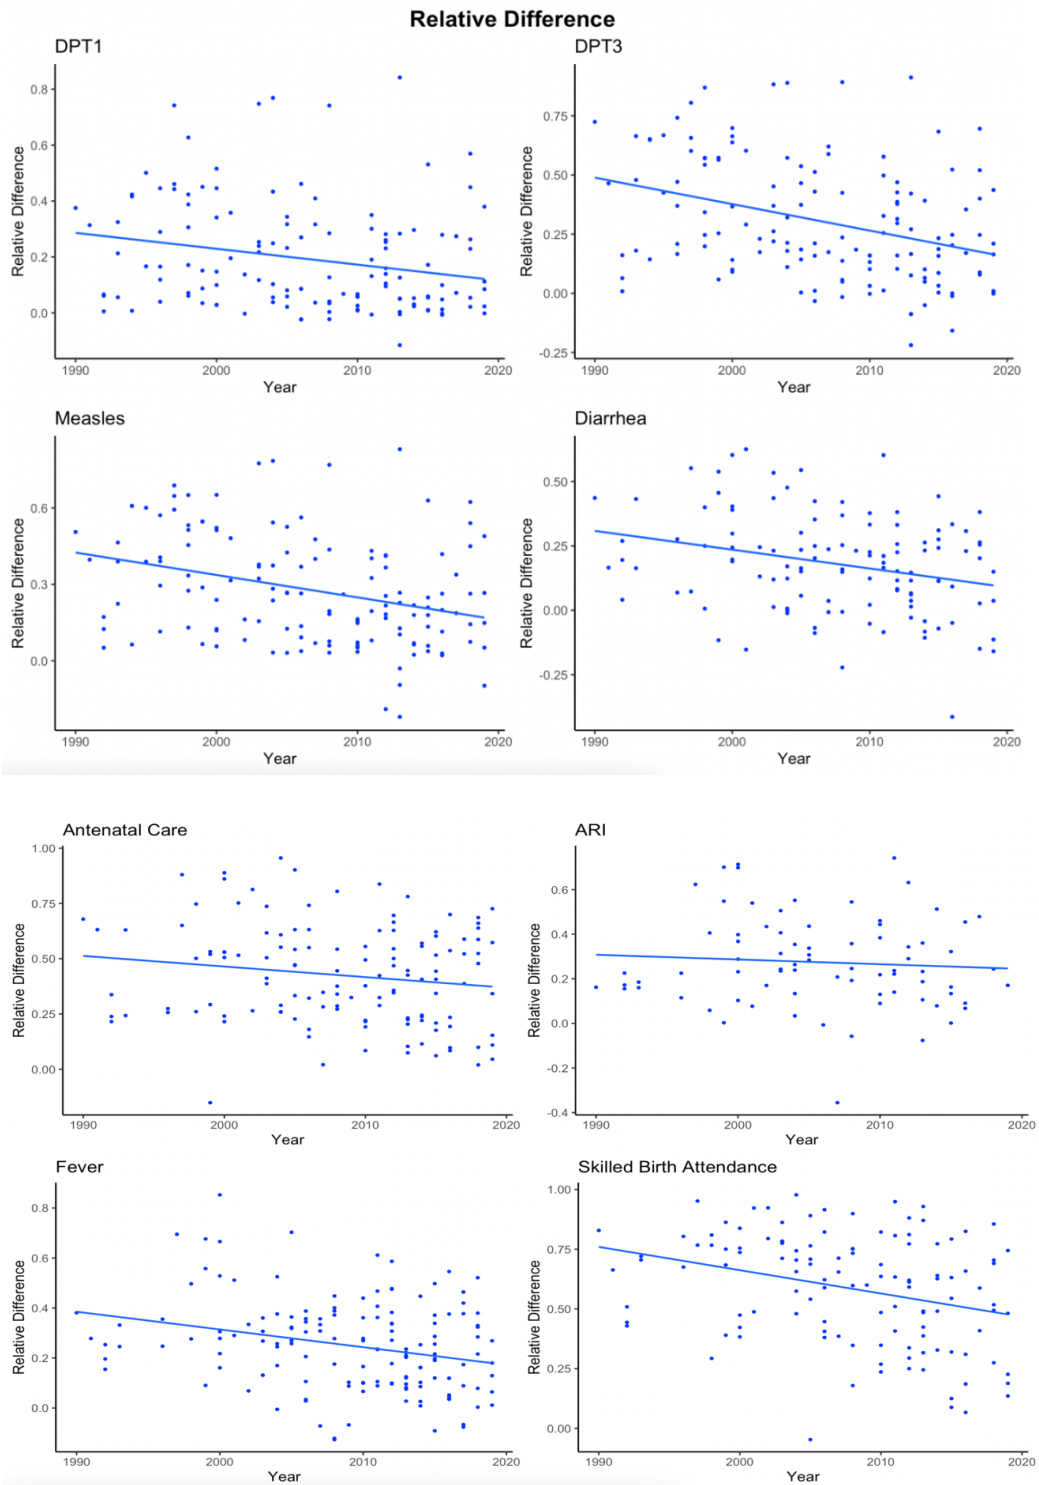 Relative Difference
DPT1
DPT3
Relative Difference
0.8
0.6
0.4
0.2
0.0
1990
2000
2010
2020
Year
Relative Difference
0.75
0.50
0.25
0.00
-0.25
1990
2000
2010
2020
Year
Measles
Diarrhea
Relative Difference
0.6
0.3
0.0
1990
2000
2010
2020
Year
Relative Difference
0.50
0.25
0.00
-0.25
1990
2000
2010
2020
Year
Antenatal Care
ARI
Relative Difference
1.00
0.75
0.50
0.25
0.00
1990
2000
2010
2020
Year
Relative Difference
0.6
0.4
0.2
0.0
-0.2
-0.4
1990
2000
2010
2020
Year
Fever
Skilled Birth Attendance
Relative Difference
0.8
0.6
0.4
0.2
0.0
1990
2000
2010
2020
Year
Relative Difference
1.00
0.75
0.50
0.25
0.00
1990
2000
2010
2020
Year